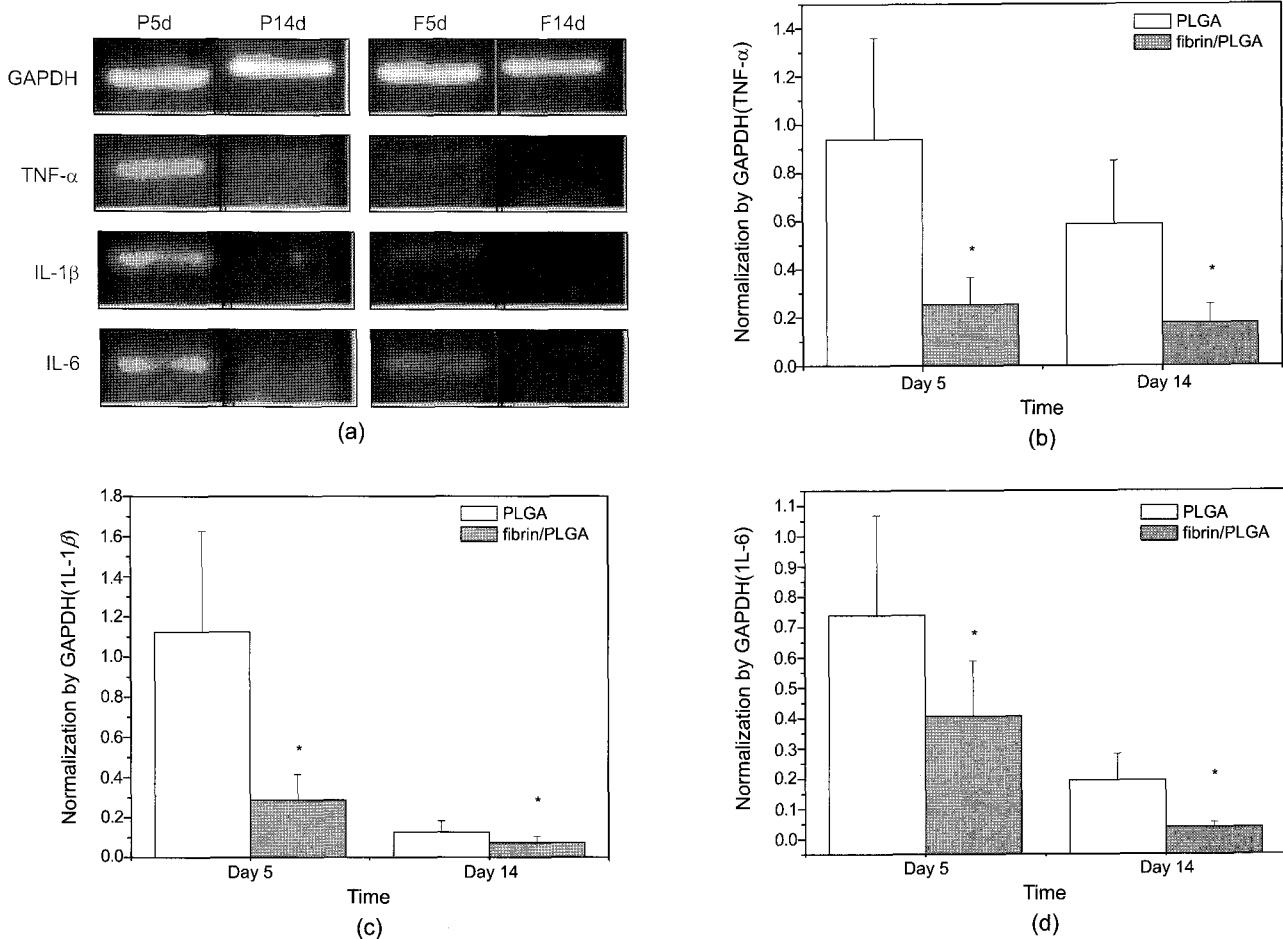 P5d P14d F5d F14d
GAPDH
TNF-α
IL-1β
IL-6
(a)
Normalization by GAPDH(TNF-α)
1.4
1.2
1.0
0.8
0.6
0.4
0.2
0.0
PLGA
fibrin/PLGA
*
*
Day 5 Day 14
Time
(b)
Normalization by GAPDH(1L-1β)
1.8
1.6
1.4
1.2
1.0
0.8
0.6
0.4
0.2
0.0
PLGA
fibrin/PLGA
*
*
Day 5 Day 14
Time
(c)
Normalization by GAPDH(1L-6)
1.1
1.0
0.9
0.8
0.7
0.6
0.5
0.4
0.3
0.2
0.1
0.0
PLGA
fibrin/PLGA
*
*
Day 5 Day 14
Time
(d)